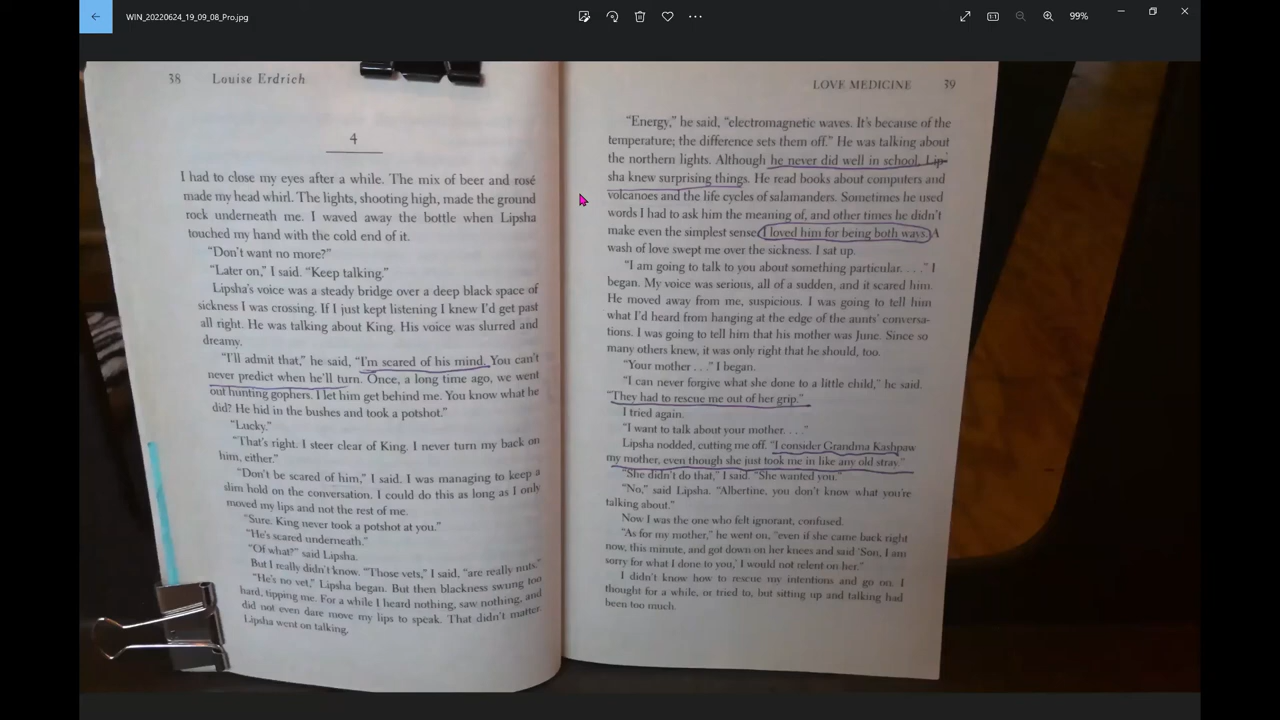 WIN_20220624_19_09_08_Pro.jpg
99%
38 Louise Erdrich
4
I had to close my eyes after a while. The mix of beer and rosé
made my head whirl. The lights, shooting high, made the ground
rock underneath me. I waved away the bottle when Lipsha
touched my hand with the cold end of it.
"Don't want no more?"
"Later on," I said. "Keep talking."
Lipsha's voice was a steady bridge over a deep black space of
sickness I was crossing. If I just kept listening I knew I'd get past
all right. He was talking about King. His voice was slurred and
dreamy.
"I'll admit that," he said, "I'm scared of his mind. You can't
never predict when he'll turn. Once, a long time ago, we went
out hunting gophers. I let him get behind me. You know what he
did? He hid in the bushes and took a potshot."
"Lucky."
"That's right. I steer clear of King. I never turn my back on
him, either."
"Don't be scared of him," I said. I was managing to keep a
slim hold on the conversation. I could do this as long as I only
moved my lips and not the rest of me.
"Sure. King never took a potshot at you."
"He's scared underneath."
"Of what?" said Lipsha.
But I really didn't know. "Those vets," I said, "are really nuts."
"He's no vet," Lipsha began. But then blackness swung too
hard, tipping me. For a while I heard nothing, saw nothing, and
did not even dare move my lips to speak. That didn't matter.
Lipsha went on talking.
LOVE MEDICINE 39
"Energy," he said, "electromagnetic waves. It's because of the
temperature; the difference sets them off." He was talking about
the northern lights. Although he never did well in school, Lip-
sha knew surprising things. He read books about computers and
volcanoes and the life cycles of salamanders. Sometimes he used
words I had to ask him the meaning of, and other times he didn't
make even the simplest sense. I loved him for being both ways. A
wash of love swept me over the sickness. I sat up.
"I am going to talk to you about something particular. . . ." I
began. My voice was serious, all of a sudden, and it scared him.
He moved away from me, suspicious. I was going to tell him
what I'd heard from hanging at the edge of the aunts' conversa-
tions. I was going to tell him that his mother was June. Since so
many others knew, it was only right that he should, too.
"Your mother . . ." I began.
"I can never forgive what she done to a little child," he said.
"They had to rescue me out of her grip."
I tried again.
"I want to talk about your mother. . . ."
Lipsha nodded, cutting me off. "I consider Grandma Kashpaw
my mother, even though she just took me in like any old stray."
"She didn't do that," I said. "She wanted you."
"No," said Lipsha. "Albertine, you don't know what you're
talking about."
Now I was the one who felt ignorant, confused.
"As for my mother," he went on, "even if she came back right
now, this minute, and got down on her knees and said 'Son, I am
sorry for what I done to you,' I would not relent on her."
I didn't know how to rescue my intentions and go on. I
thought for a while, or tried to, but sitting up and talking had
been too much.